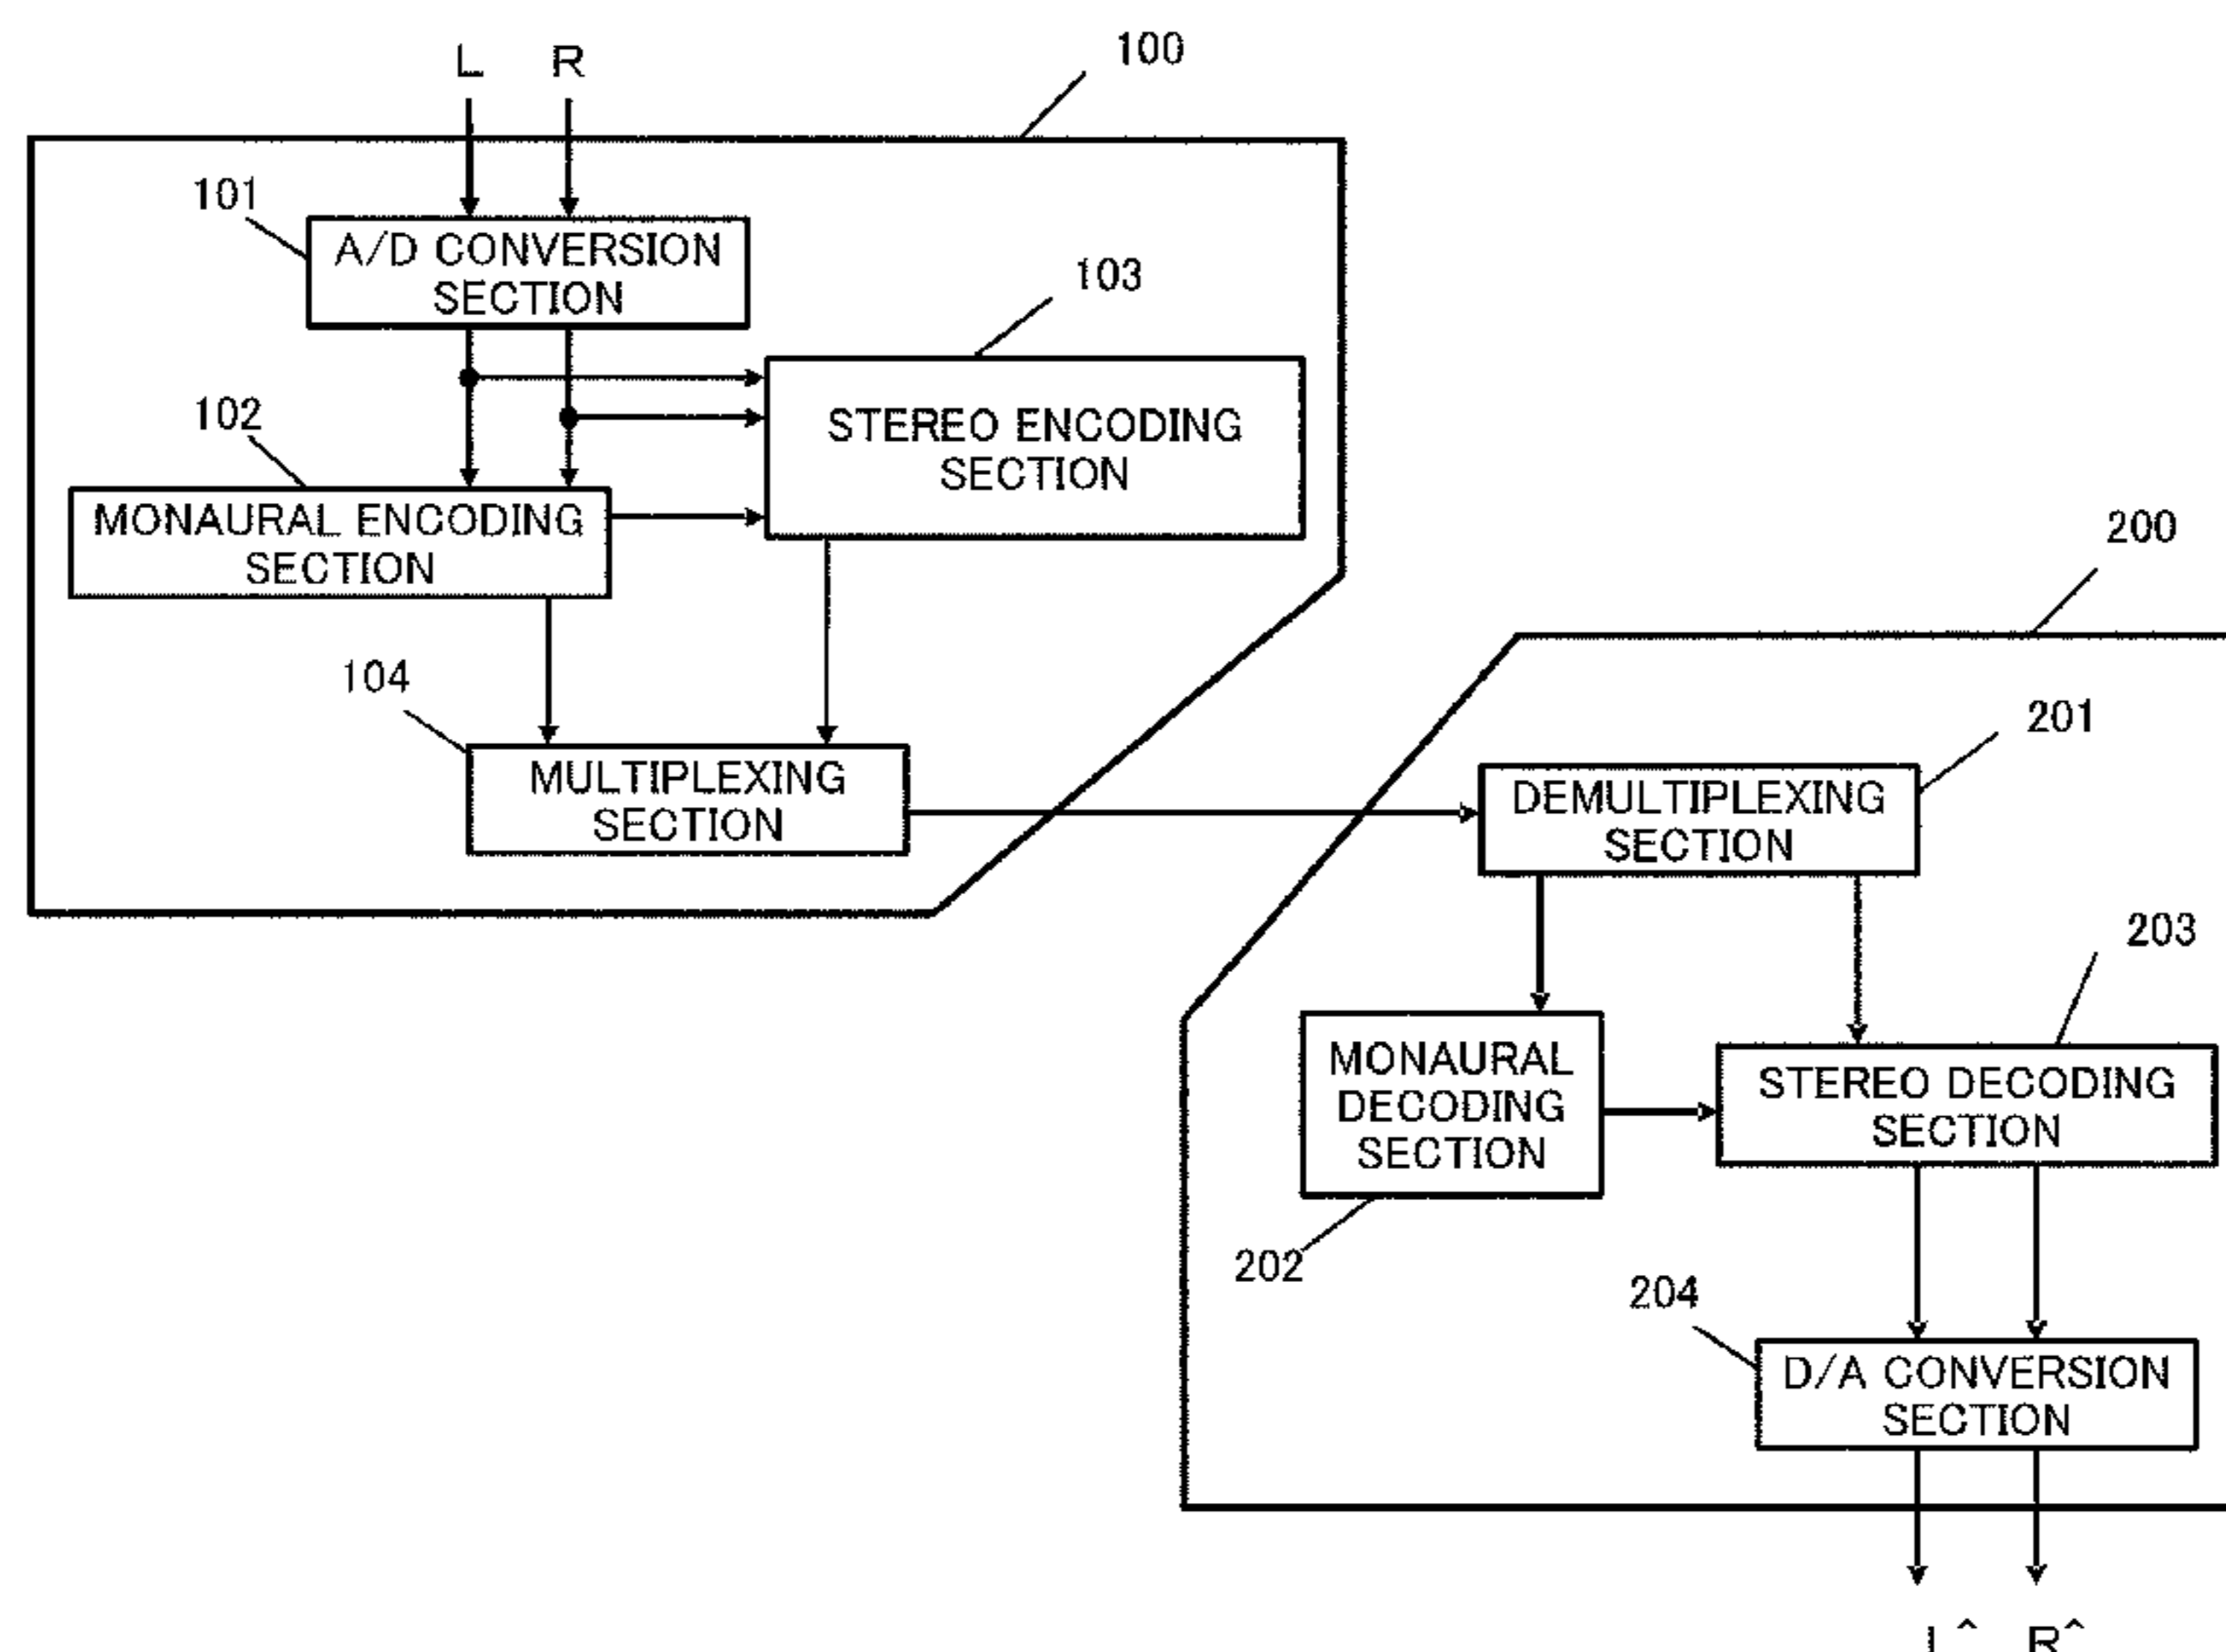 L R
100
101
A/D CONVERSION
SECTION
103
102
STEREO ENCODING
SECTION
MONAURAL ENCODING
SECTION
200
104
201
MULTIPLEXING
SECTION
DEMULTIPLEXING
SECTION
203
MONAURAL
DECODING
SECTION
STEREO DECODING
SECTION
202
204
D/A CONVERSION
SECTION
L^ R^